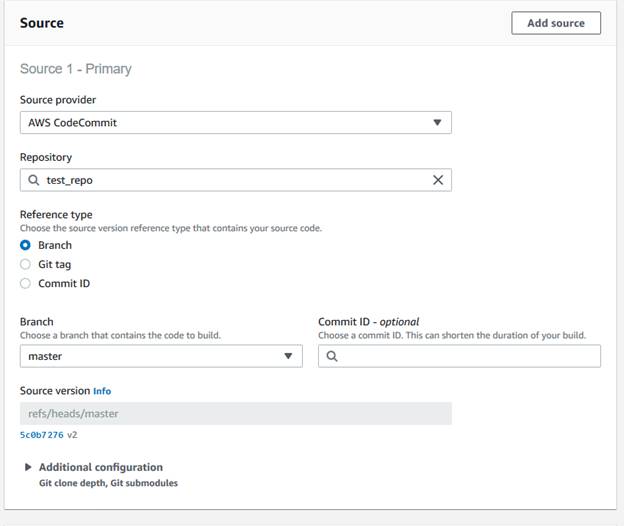 Source
Add source
Source 1 - Primary
Source provider
AWS CodeCommit
Repository
test_repo
Reference type
Choose the source version reference type that contains your source code.
Branch
Git tag
Commit ID
Branch
Choose a branch that contains the code to build.
master
Commit ID - optional
Choose a commit ID. This can shorten the duration of your build.
Source version Info
refs/heads/master
5c0b7276 v2
Additional configuration
Git clone depth, Git submodules